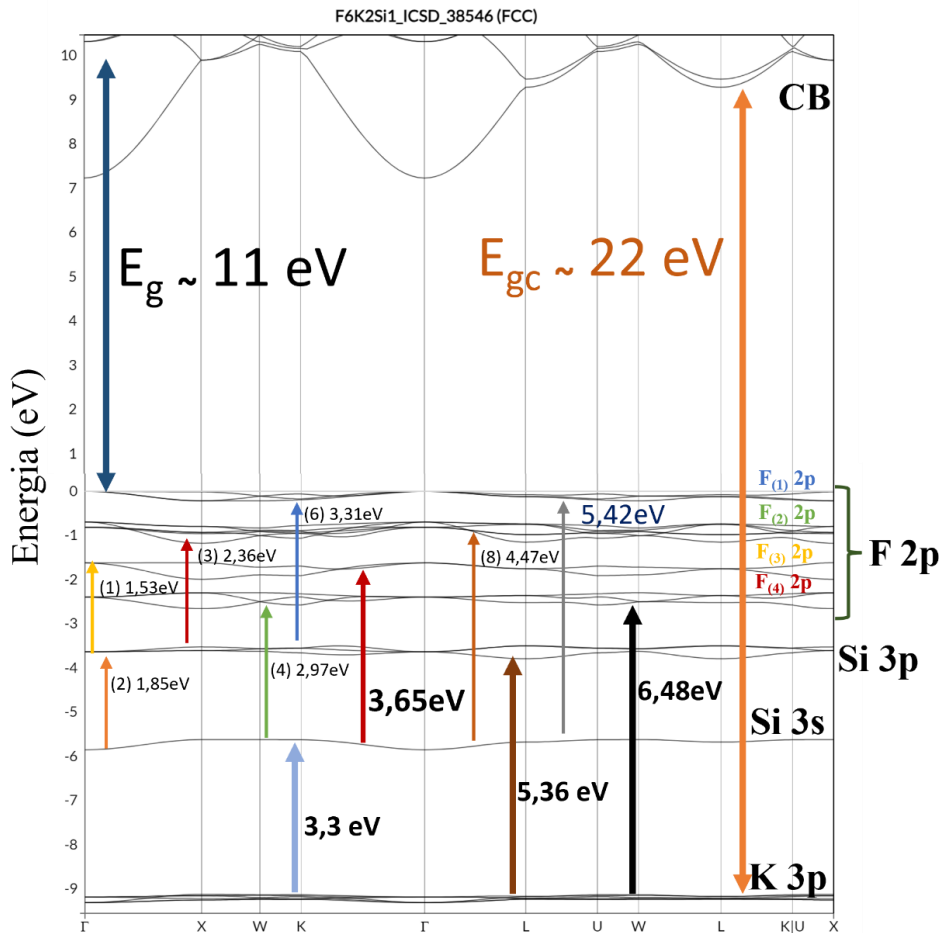 F6K2Si1_ICSD_38546 (FCC)
Energia (eV)
10
9
8
7
6
5
4
3
2
1
0
-1
-2
-3
-4
-5
-6
-7
-8
-9
CB
Eg ~ 11 eV
Egc ~ 22 eV
F(1) 2p
F(2) 2p
F(3) 2p
F(4) 2p
F 2p
(6) 3,31eV
5,42eV
(3) 2,36eV
(8) 4,47eV
(1) 1,53eV
(4) 2,97eV
(2) 1,85eV
3,65eV
6,48eV
Si 3p
Si 3s
5,36 eV
3,3 eV
K 3p
Γ X W K Γ L U W L K|U X